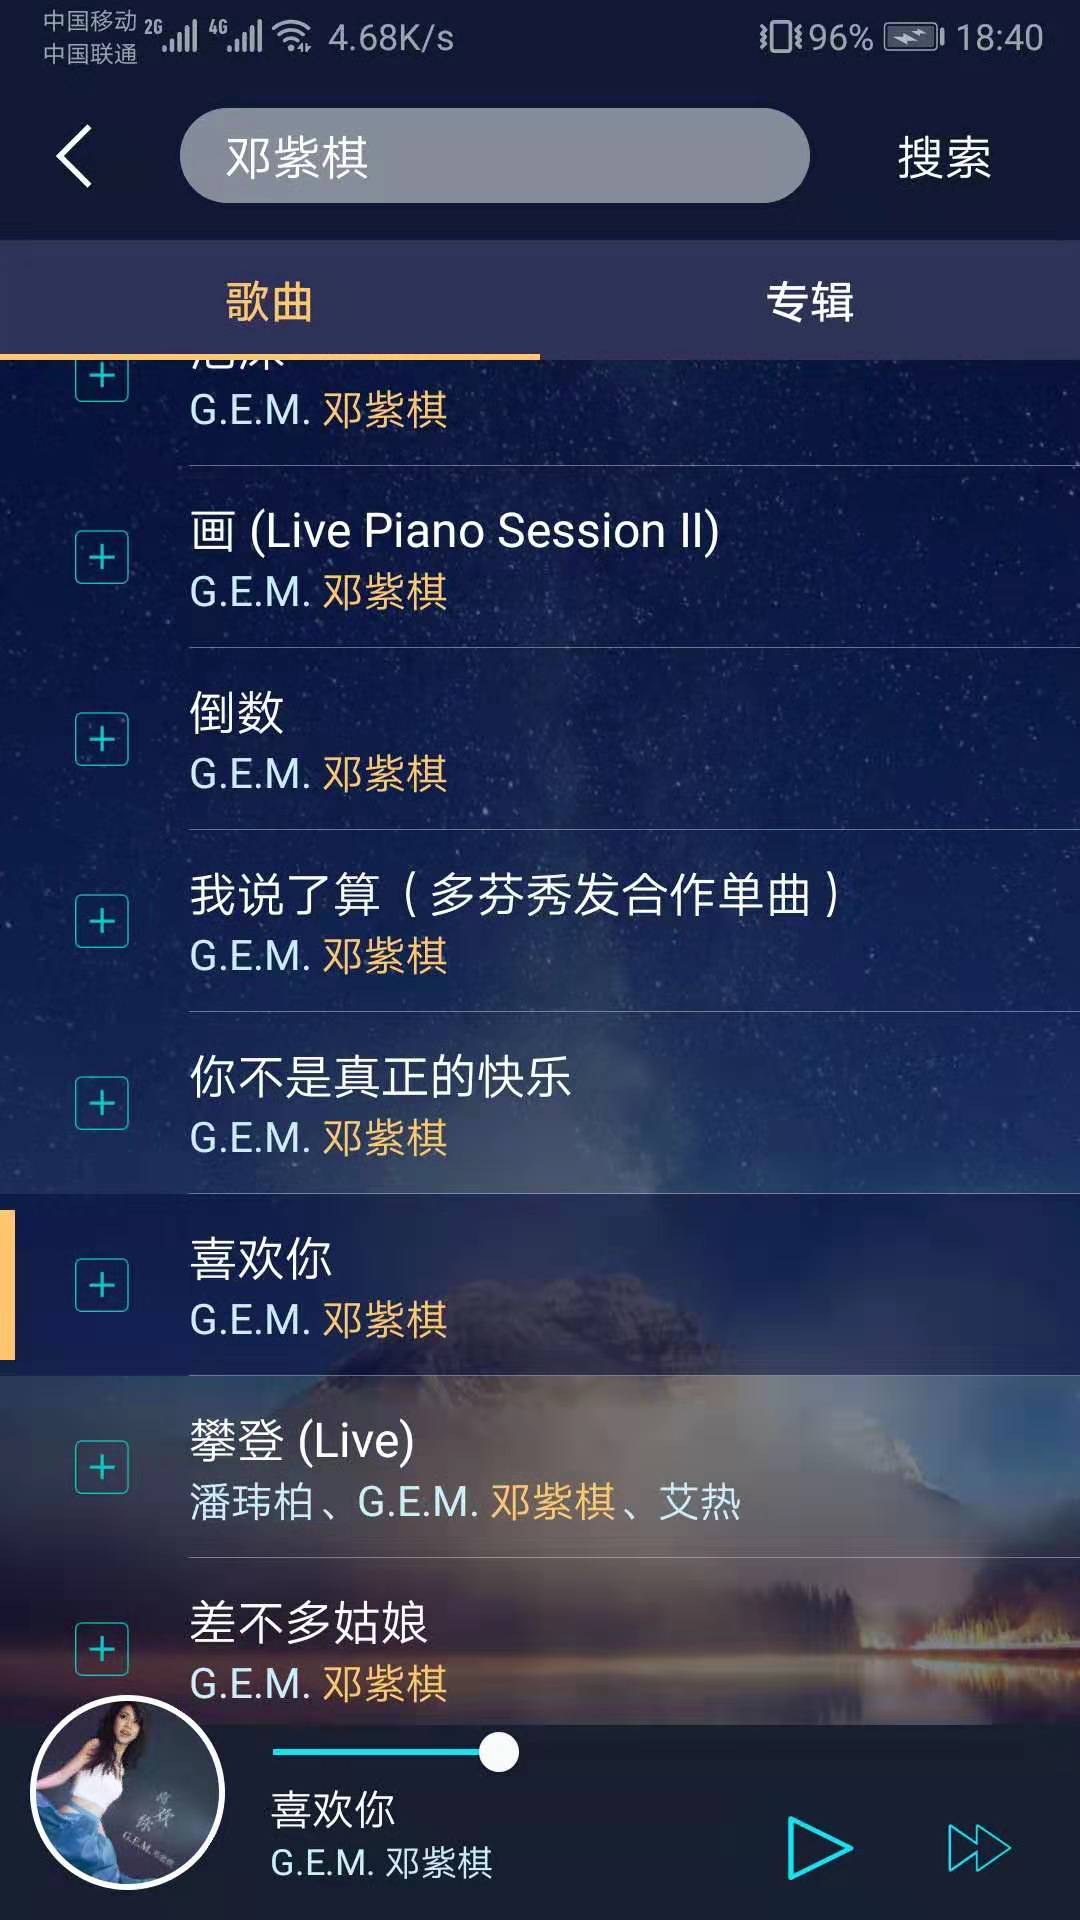 中国移动 2G 4G 4.68K/s 96% 18:40
中国联通
邓紫棋 搜索
歌曲 专辑
泡沫
G.E.M. 邓紫棋
画 (Live Piano Session II)
G.E.M. 邓紫棋
倒数
G.E.M. 邓紫棋
我说了算（多芬秀发合作单曲）
G.E.M. 邓紫棋
你不是真正的快乐
G.E.M. 邓紫棋
喜欢你
G.E.M. 邓紫棋
攀登 (Live)
潘玮柏、G.E.M. 邓紫棋、艾热
差不多姑娘
G.E.M. 邓紫棋
喜欢你
G.E.M. 邓紫棋